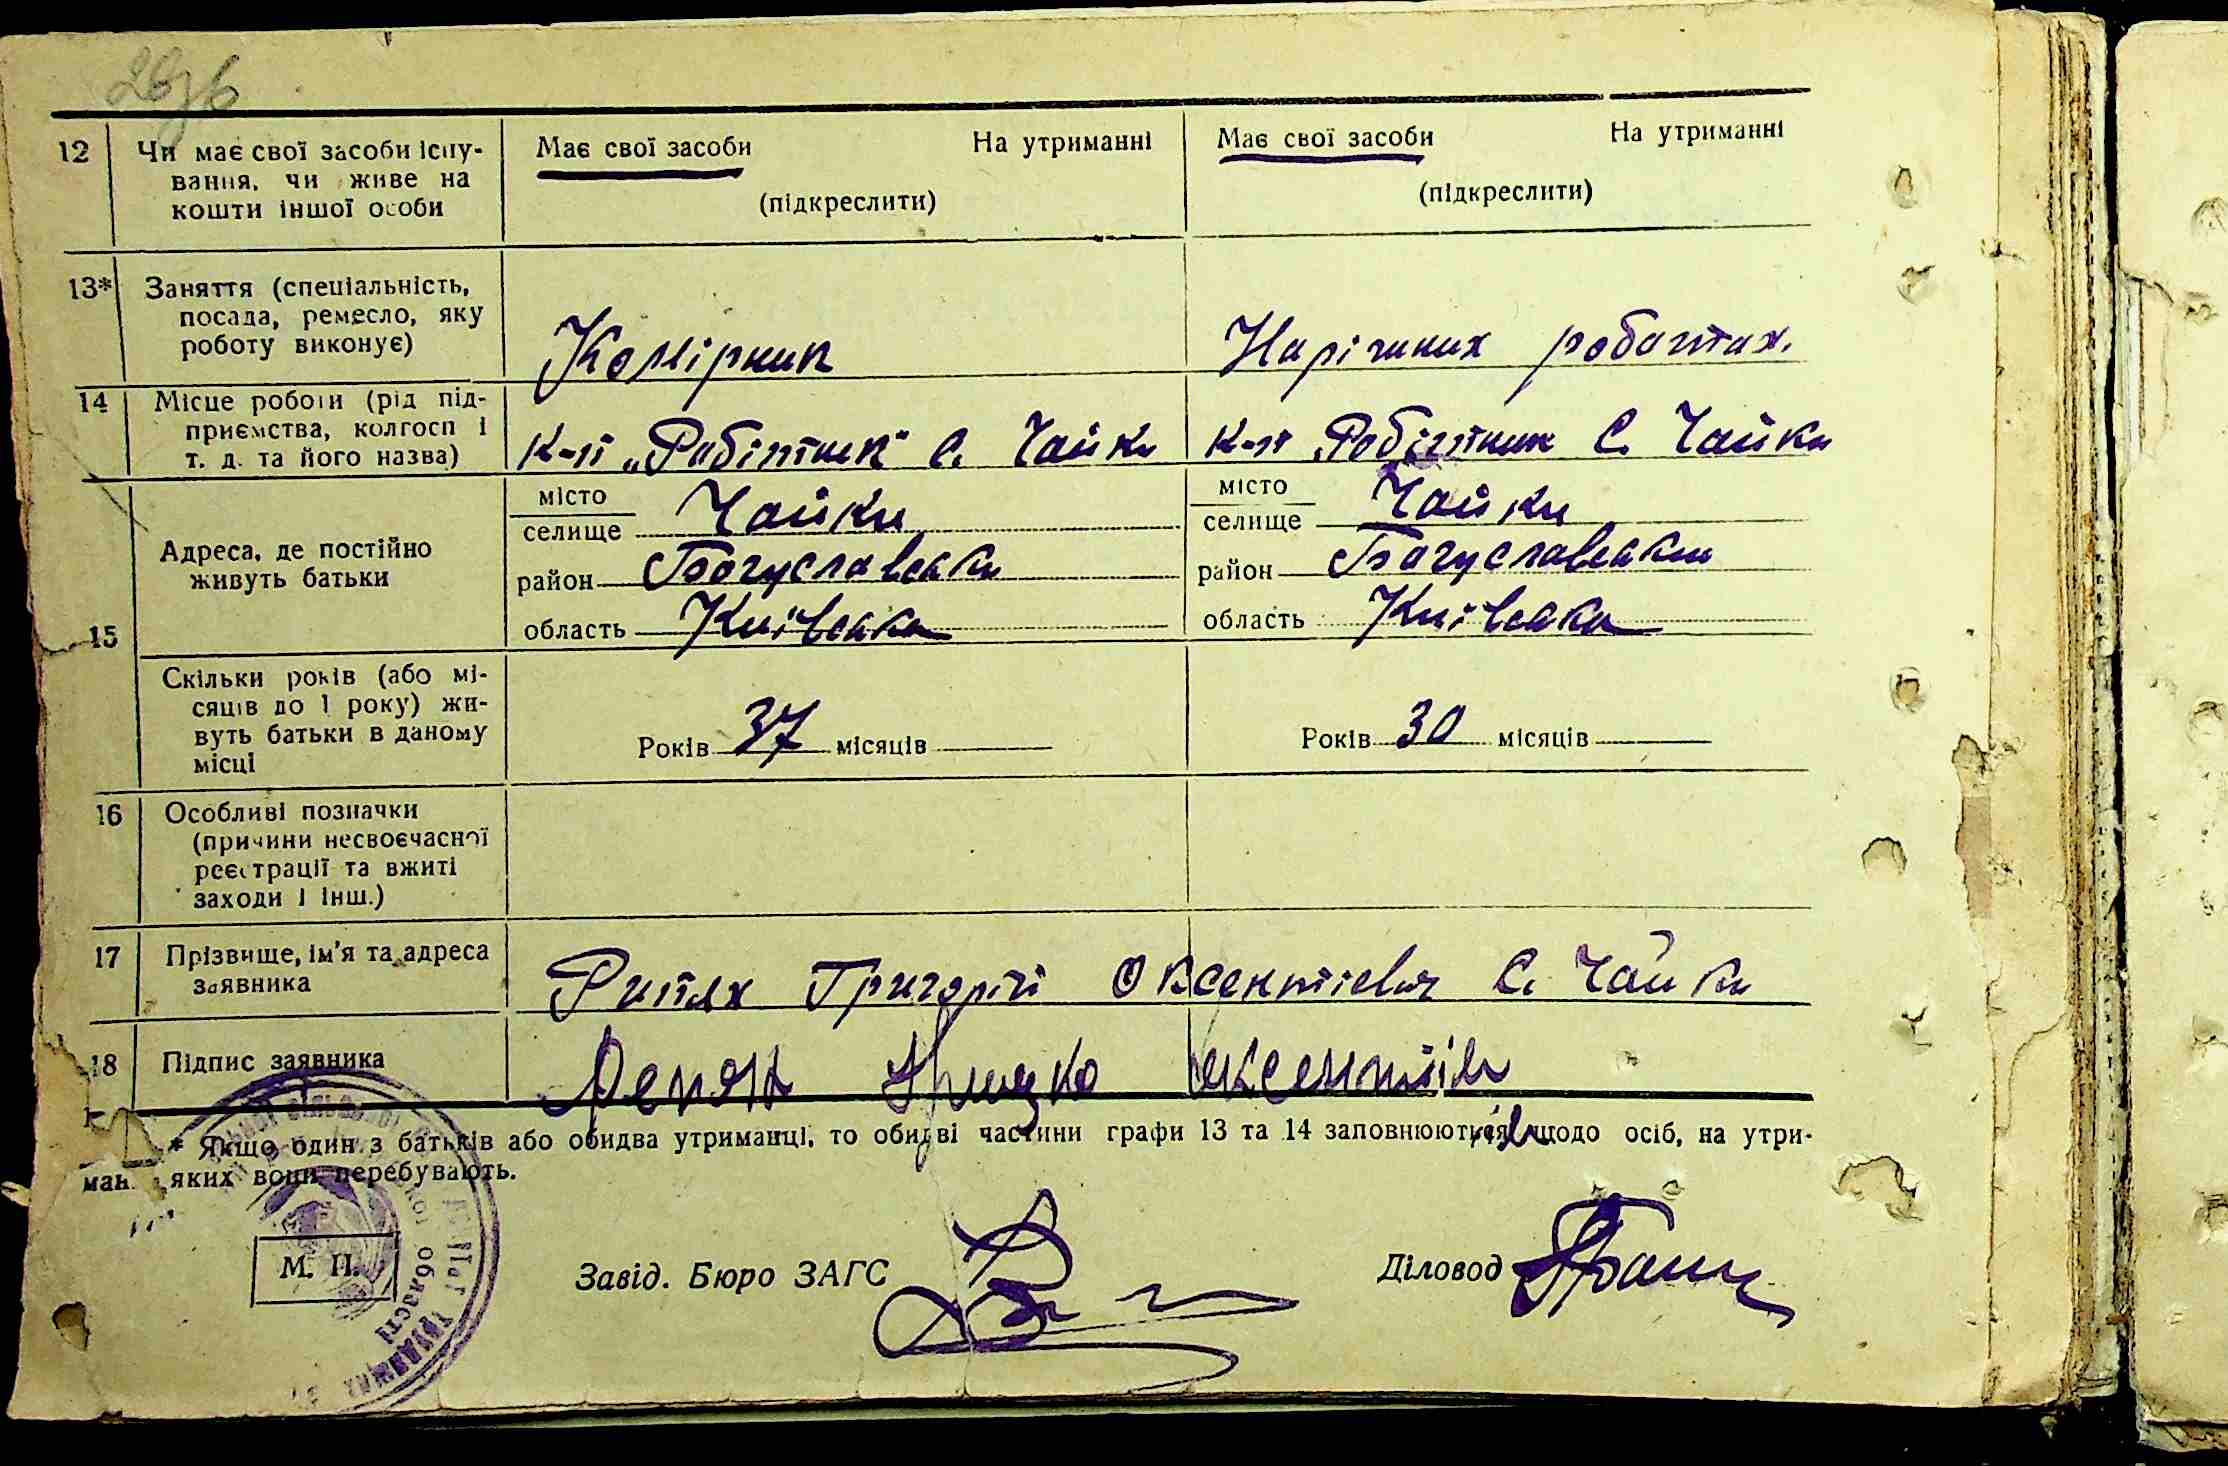 12 Чи має свої засоби існу-
вання, чи живе на
кошти іншої особи
Має свої засоби На утриманні
(підкреслити)
Має свої засоби На утриманні
(підкреслити)
13* Заняття (спеціальність,
посада, ремесло, яку
роботу виконує)
Комірник
Нарізних роботах.
14 Місце роботи (рід під-
приємства, колгосп і
т. д. та його назва)
К-п „Робітник" С. Чайки
К-п Робітник С. Чайки
15 Адреса, де постійно
живуть батьки
місто
селище Чайки
район Богуславськи
область Київська
місто
селище Чайки
район Богуславськи
область Київська
Скільки років (або мі-
сяців до 1 року) жи-
вуть батьки в даному
місці
Років 37 місяців
Років 30 місяців
16 Особливі позначки
(причини несвоєчасної
реєстрації та вжиті
заходи і інш.)
17 Прізвище, ім'я та адреса
заявника
Рипях Григорій Оксентієвич С. Чайки
18 Підпис заявника
* Якщо один з батьків або обидва утриманці, то обидві частини графи 13 та 14 заповнюються щодо осіб, на утри-
ман яких вони перебувають.
М. П.
Завід. Бюро ЗАГС
Діловод
області